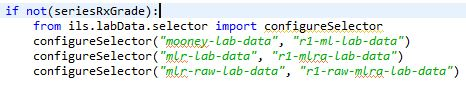 if not(seriesRxGrade):
    from ils.labData.selector import configureSelector
    configureSelector("mooney-lab-data", "r1-ml-lab-data")
    configureSelector("mlr-lab-data", "r1-mlra-lab-data")
    configureSelector("mlr-raw-lab-data", "r1-raw-mlra-lab-data")